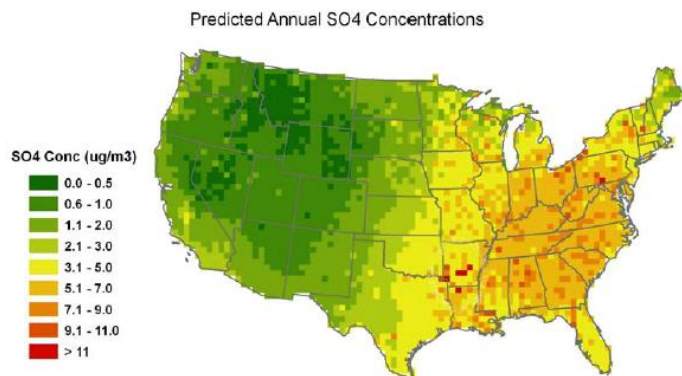 Predicted Annual SO4 Concentrations
SO4 Conc (ug/m3)
0.0 - 0.5
0.6 - 1.0
1.1 - 2.0
2.1 - 3.0
3.1 - 5.0
5.1 - 7.0
7.1 - 9.0
9.1 - 11.0
> 11